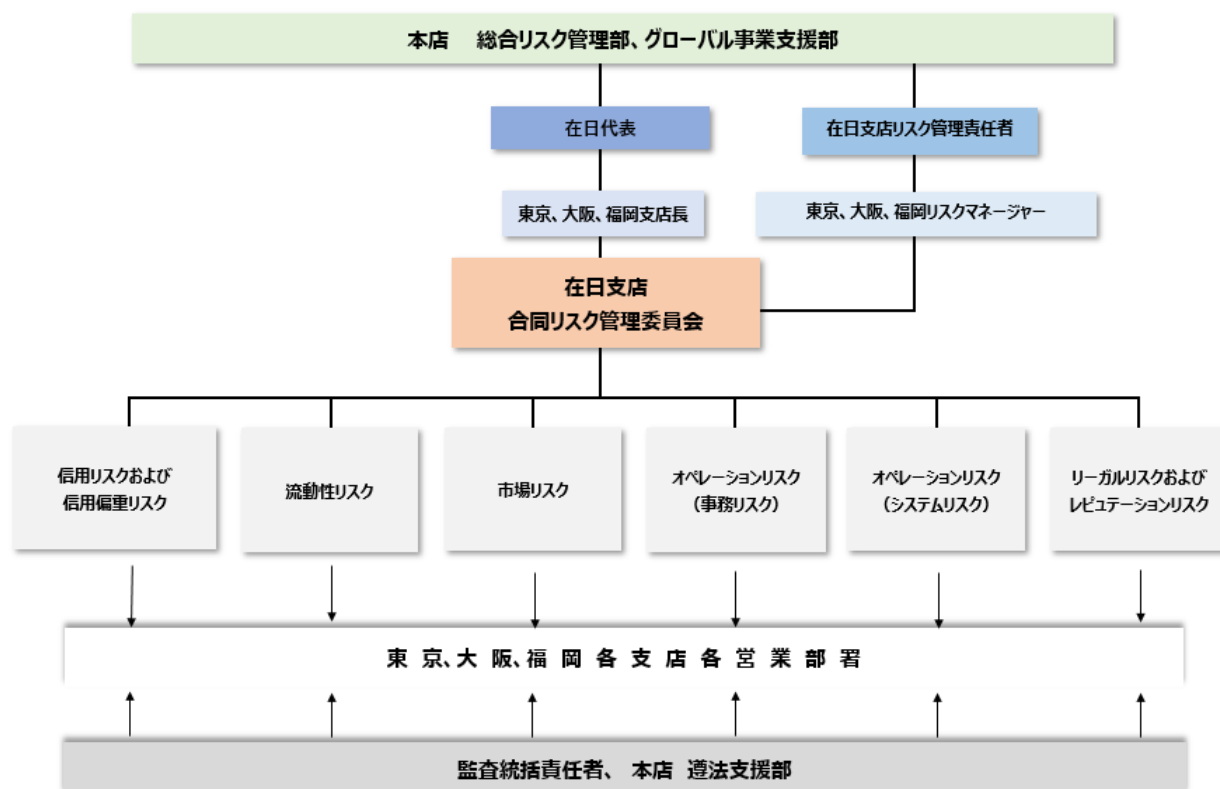 本店 総合リスク管理部、グローバル事業支援部
在日代表
在日支店リスク管理責任者
東京、大阪、福岡支店長
東京、大阪、福岡リスクマネージャー
在日支店
合同リスク管理委員会
信用リスクおよび
信用偏重リスク
流動性リスク
市場リスク
オペレーションリスク
(事務リスク)
オペレーションリスク
(システムリスク)
リーガルリスクおよび
レピュテーションリスク
東 京、大 阪、福 岡 各 支 店 各 営 業 部 署
監査統括責任者、 本店 遵法支援部